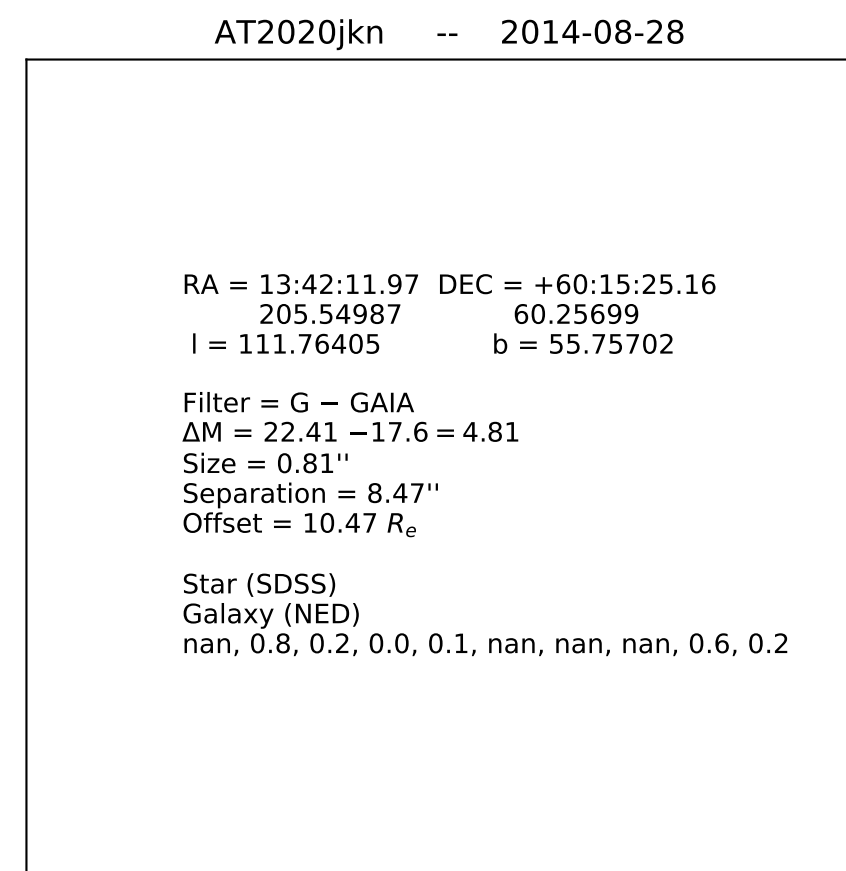 AT2020jkn -- 2014-08-28
RA = 13:42:11.97 DEC = +60:15:25.16
205.54987 60.25699
l = 111.76405 b = 55.75702
Filter = G − GAIA
ΔM = 22.41 −17.6 = 4.81
Size = 0.81''
Separation = 8.47''
Offset = 10.47 Re
Star (SDSS)
Galaxy (NED)
nan, 0.8, 0.2, 0.0, 0.1, nan, nan, nan, 0.6, 0.2